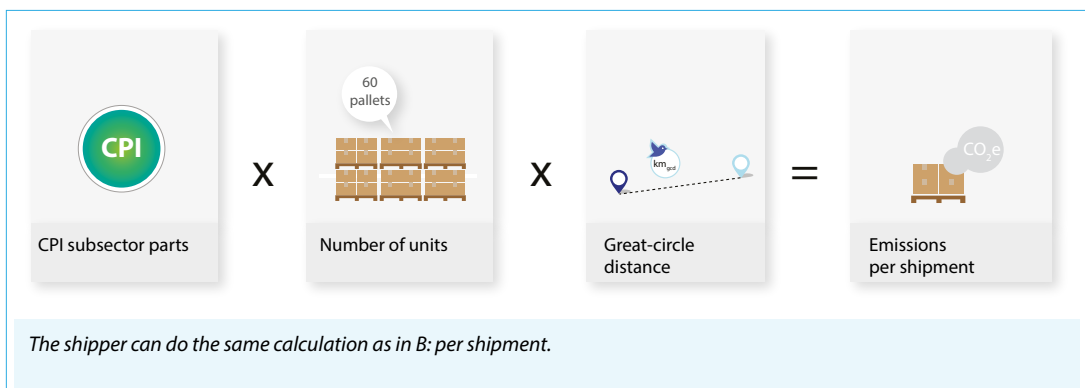 60
pallets
CPI
x
x
km gcd
=
CO2e
CPI subsector parts
Number of units
Great-circle
distance
Emissions
per shipment
The shipper can do the same calculation as in B: per shipment.